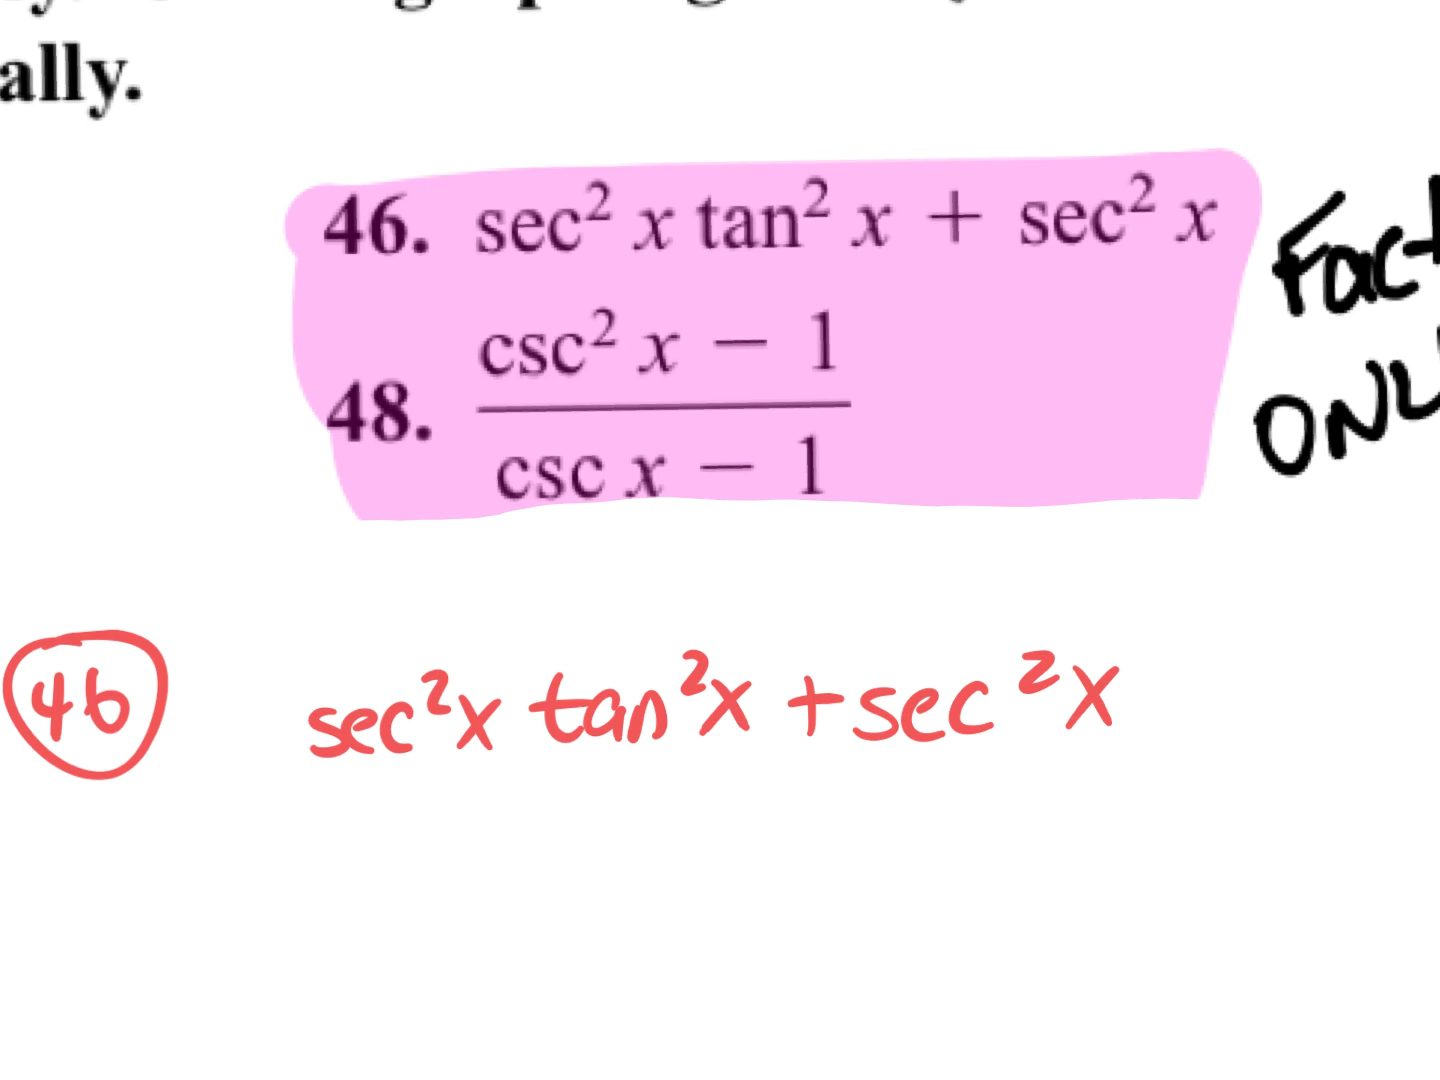 ally.
46. sec² x tan² x + sec² x
48. csc² x − 1
csc x − 1
46 sec²x tan²x + sec²x